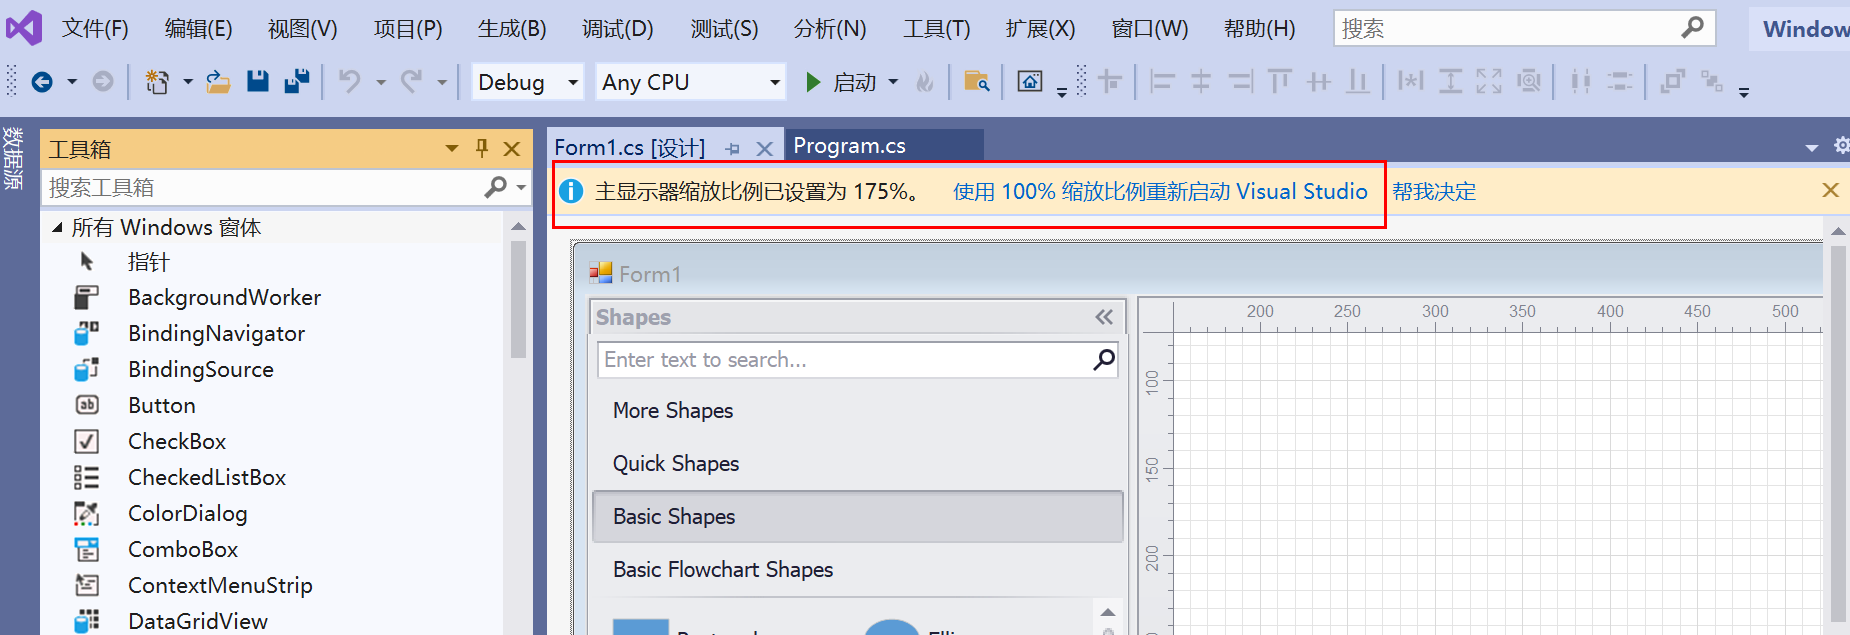 文件(F) 编辑(E) 视图(V) 项目(P) 生成(B) 调试(D) 测试(S) 分析(N) 工具(T) 扩展(X) 窗口(W) 帮助(H) 搜索 Window
Debug Any CPU 启动
数据源
工具箱
搜索工具箱
所有 Windows 窗体
指针
BackgroundWorker
BindingNavigator
BindingSource
Button
CheckBox
CheckedListBox
ColorDialog
ComboBox
ContextMenuStrip
DataGridView
Form1.cs [设计] Program.cs
主显示器缩放比例已设置为 175%。 使用 100% 缩放比例重新启动 Visual Studio 帮我决定
Form1
Shapes
Enter text to search...
More Shapes
Quick Shapes
Basic Shapes
Basic Flowchart Shapes
200 250 300 350 400 450 500
100
150
200